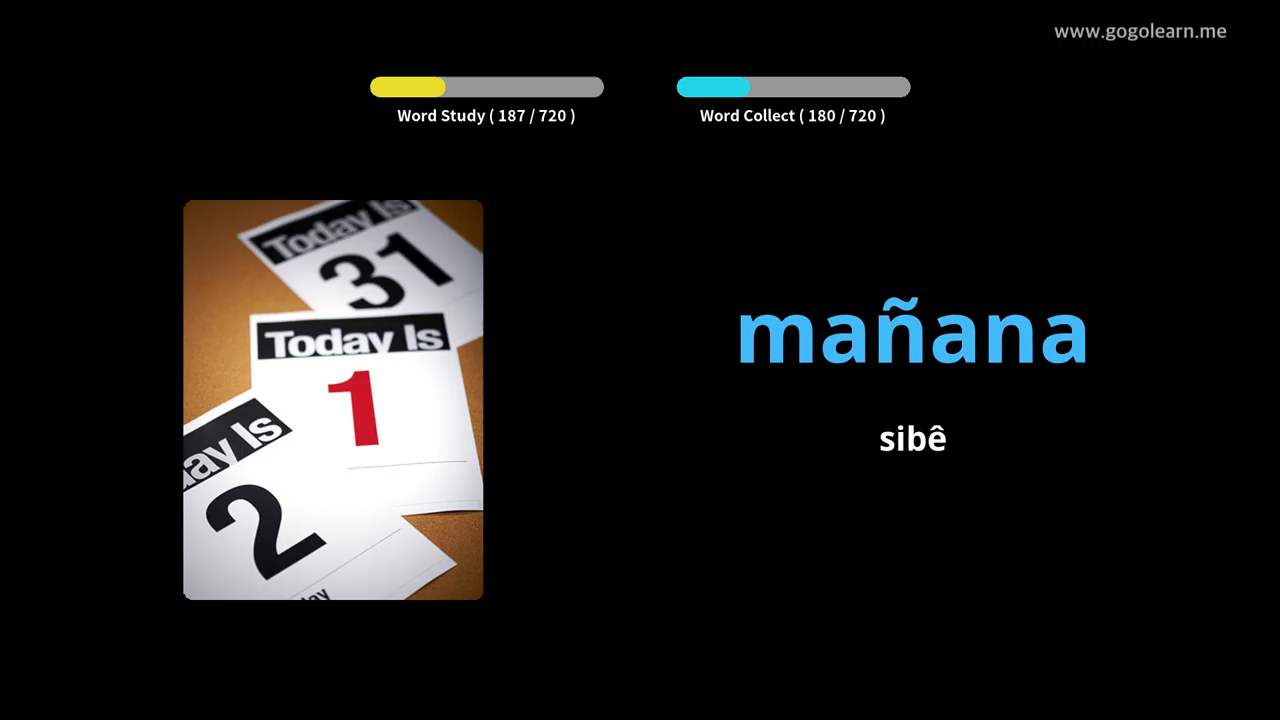 www.gogolearn.me
Word Study ( 187 / 720 )
Word Collect ( 180 / 720 )
Today Is
31
Today Is
1
ay Is
2
ay
mañana
sibê